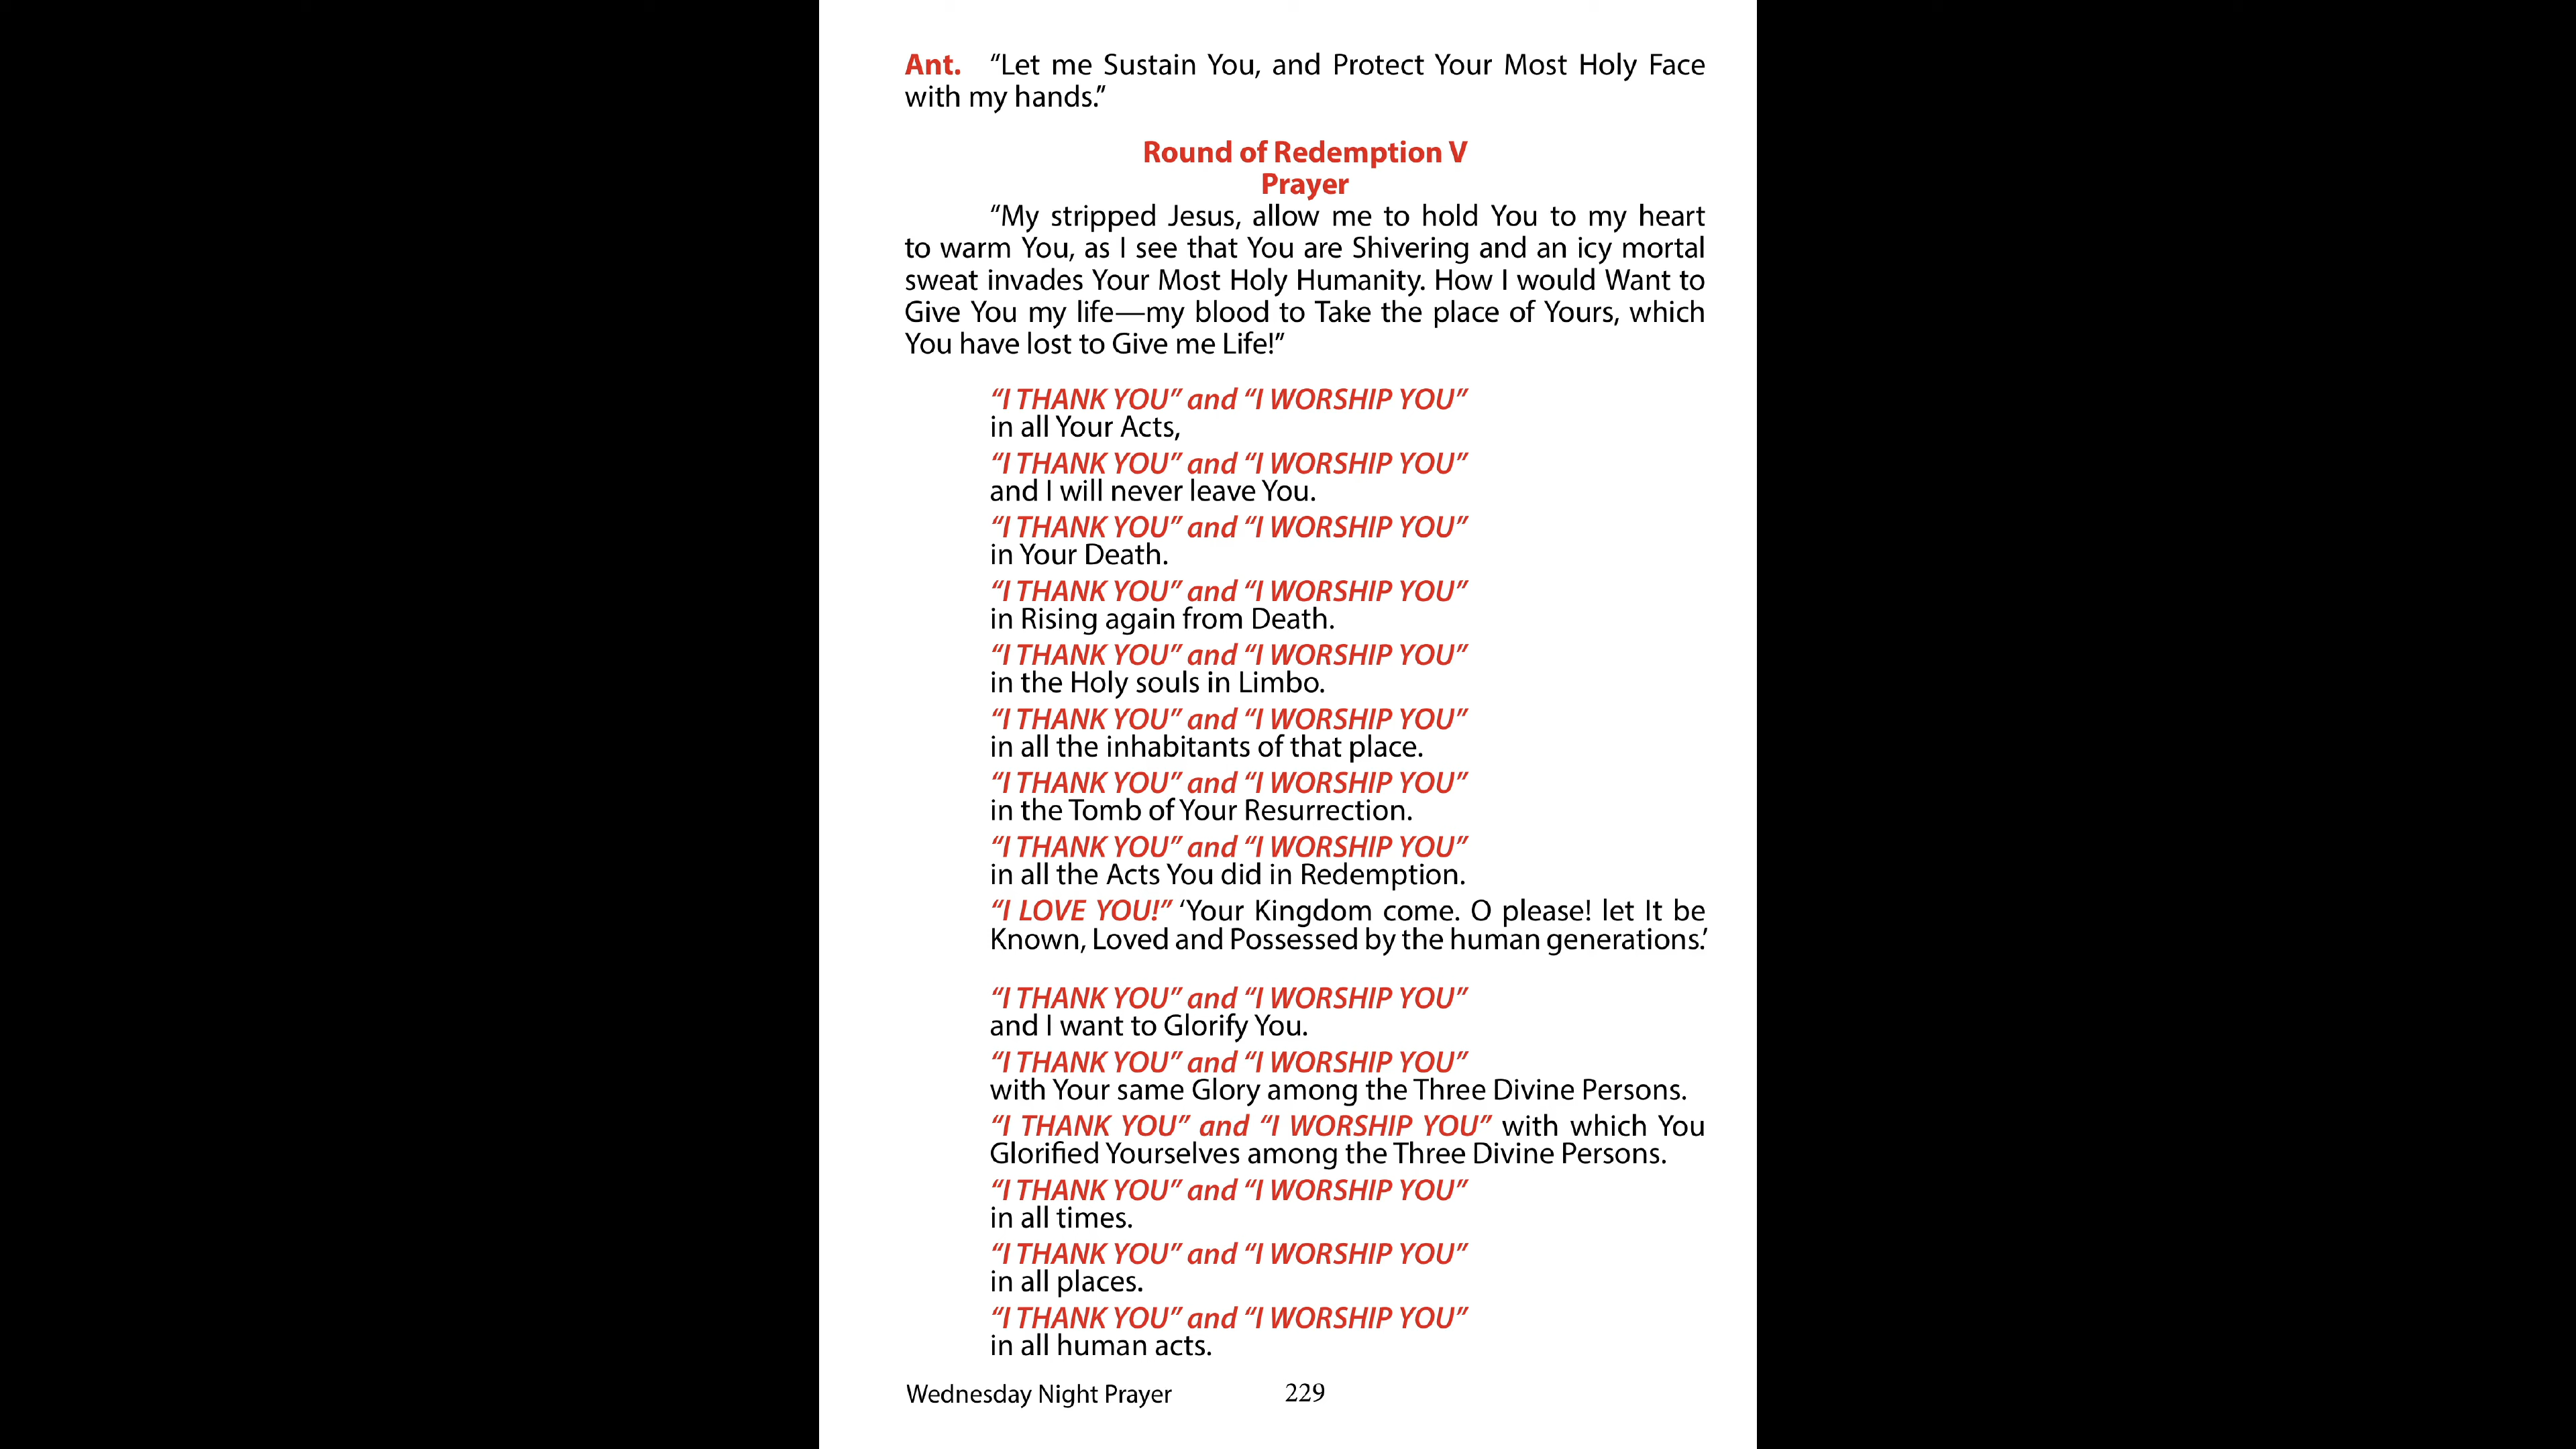 Ant. “Let me Sustain You, and Protect Your Most Holy Face
with my hands.”
Round of Redemption V
Prayer
“My stripped Jesus, allow me to hold You to my heart
to warm You, as I see that You are Shivering and an icy mortal
sweat invades Your Most Holy Humanity. How I would Want to
Give You my life—my blood to Take the place of Yours, which
You have lost to Give me Life!”
“I THANK YOU” and “I WORSHIP YOU”
in all Your Acts,
“I THANK YOU” and “I WORSHIP YOU”
and I will never leave You.
“I THANK YOU” and “I WORSHIP YOU”
in Your Death.
“I THANK YOU” and “I WORSHIP YOU”
in Rising again from Death.
“I THANK YOU” and “I WORSHIP YOU”
in the Holy souls in Limbo.
“I THANK YOU” and “I WORSHIP YOU”
in all the inhabitants of that place.
“I THANK YOU” and “I WORSHIP YOU”
in the Tomb of Your Resurrection.
“I THANK YOU” and “I WORSHIP YOU”
in all the Acts You did in Redemption.
“I LOVE YOU!” ‘Your Kingdom come. O please! let It be
Known, Loved and Possessed by the human generations.’
“I THANK YOU” and “I WORSHIP YOU”
and I want to Glorify You.
“I THANK YOU” and “I WORSHIP YOU”
with Your same Glory among the Three Divine Persons.
“I THANK YOU” and “I WORSHIP YOU” with which You
Glorified Yourselves among the Three Divine Persons.
“I THANK YOU” and “I WORSHIP YOU”
in all times.
“I THANK YOU” and “I WORSHIP YOU”
in all places.
“I THANK YOU” and “I WORSHIP YOU”
in all human acts.
Wednesday Night Prayer 229